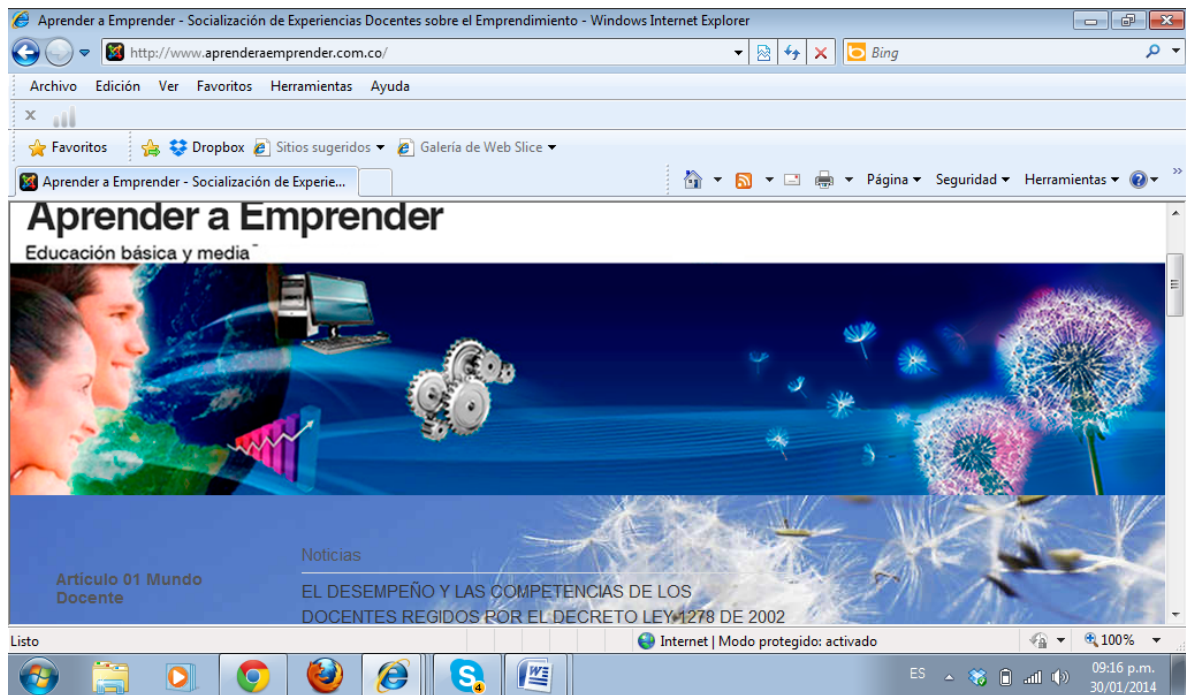 Aprender a Emprender - Socialización de Experiencias Docentes sobre el Emprendimiento - Windows Internet Explorer
http://www.aprenderaemprender.com.co/
Bing
Archivo Edición Ver Favoritos Herramientas Ayuda
x
Favoritos Dropbox Sitios sugeridos Galería de Web Slice
Aprender a Emprender - Socialización de Experie...
Página Seguridad Herramientas
Aprender a Emprender
Educación básica y media
Noticias
Articulo 01 Mundo
Docente
EL DESEMPEÑO Y LAS COMPETENCIAS DE LOS
DOCENTES REGIDOS POR EL DECRETO LEY 1278 DE 2002
Listo
Internet | Modo protegido: activado
100%
ES
09:16 p.m.
30/01/2014